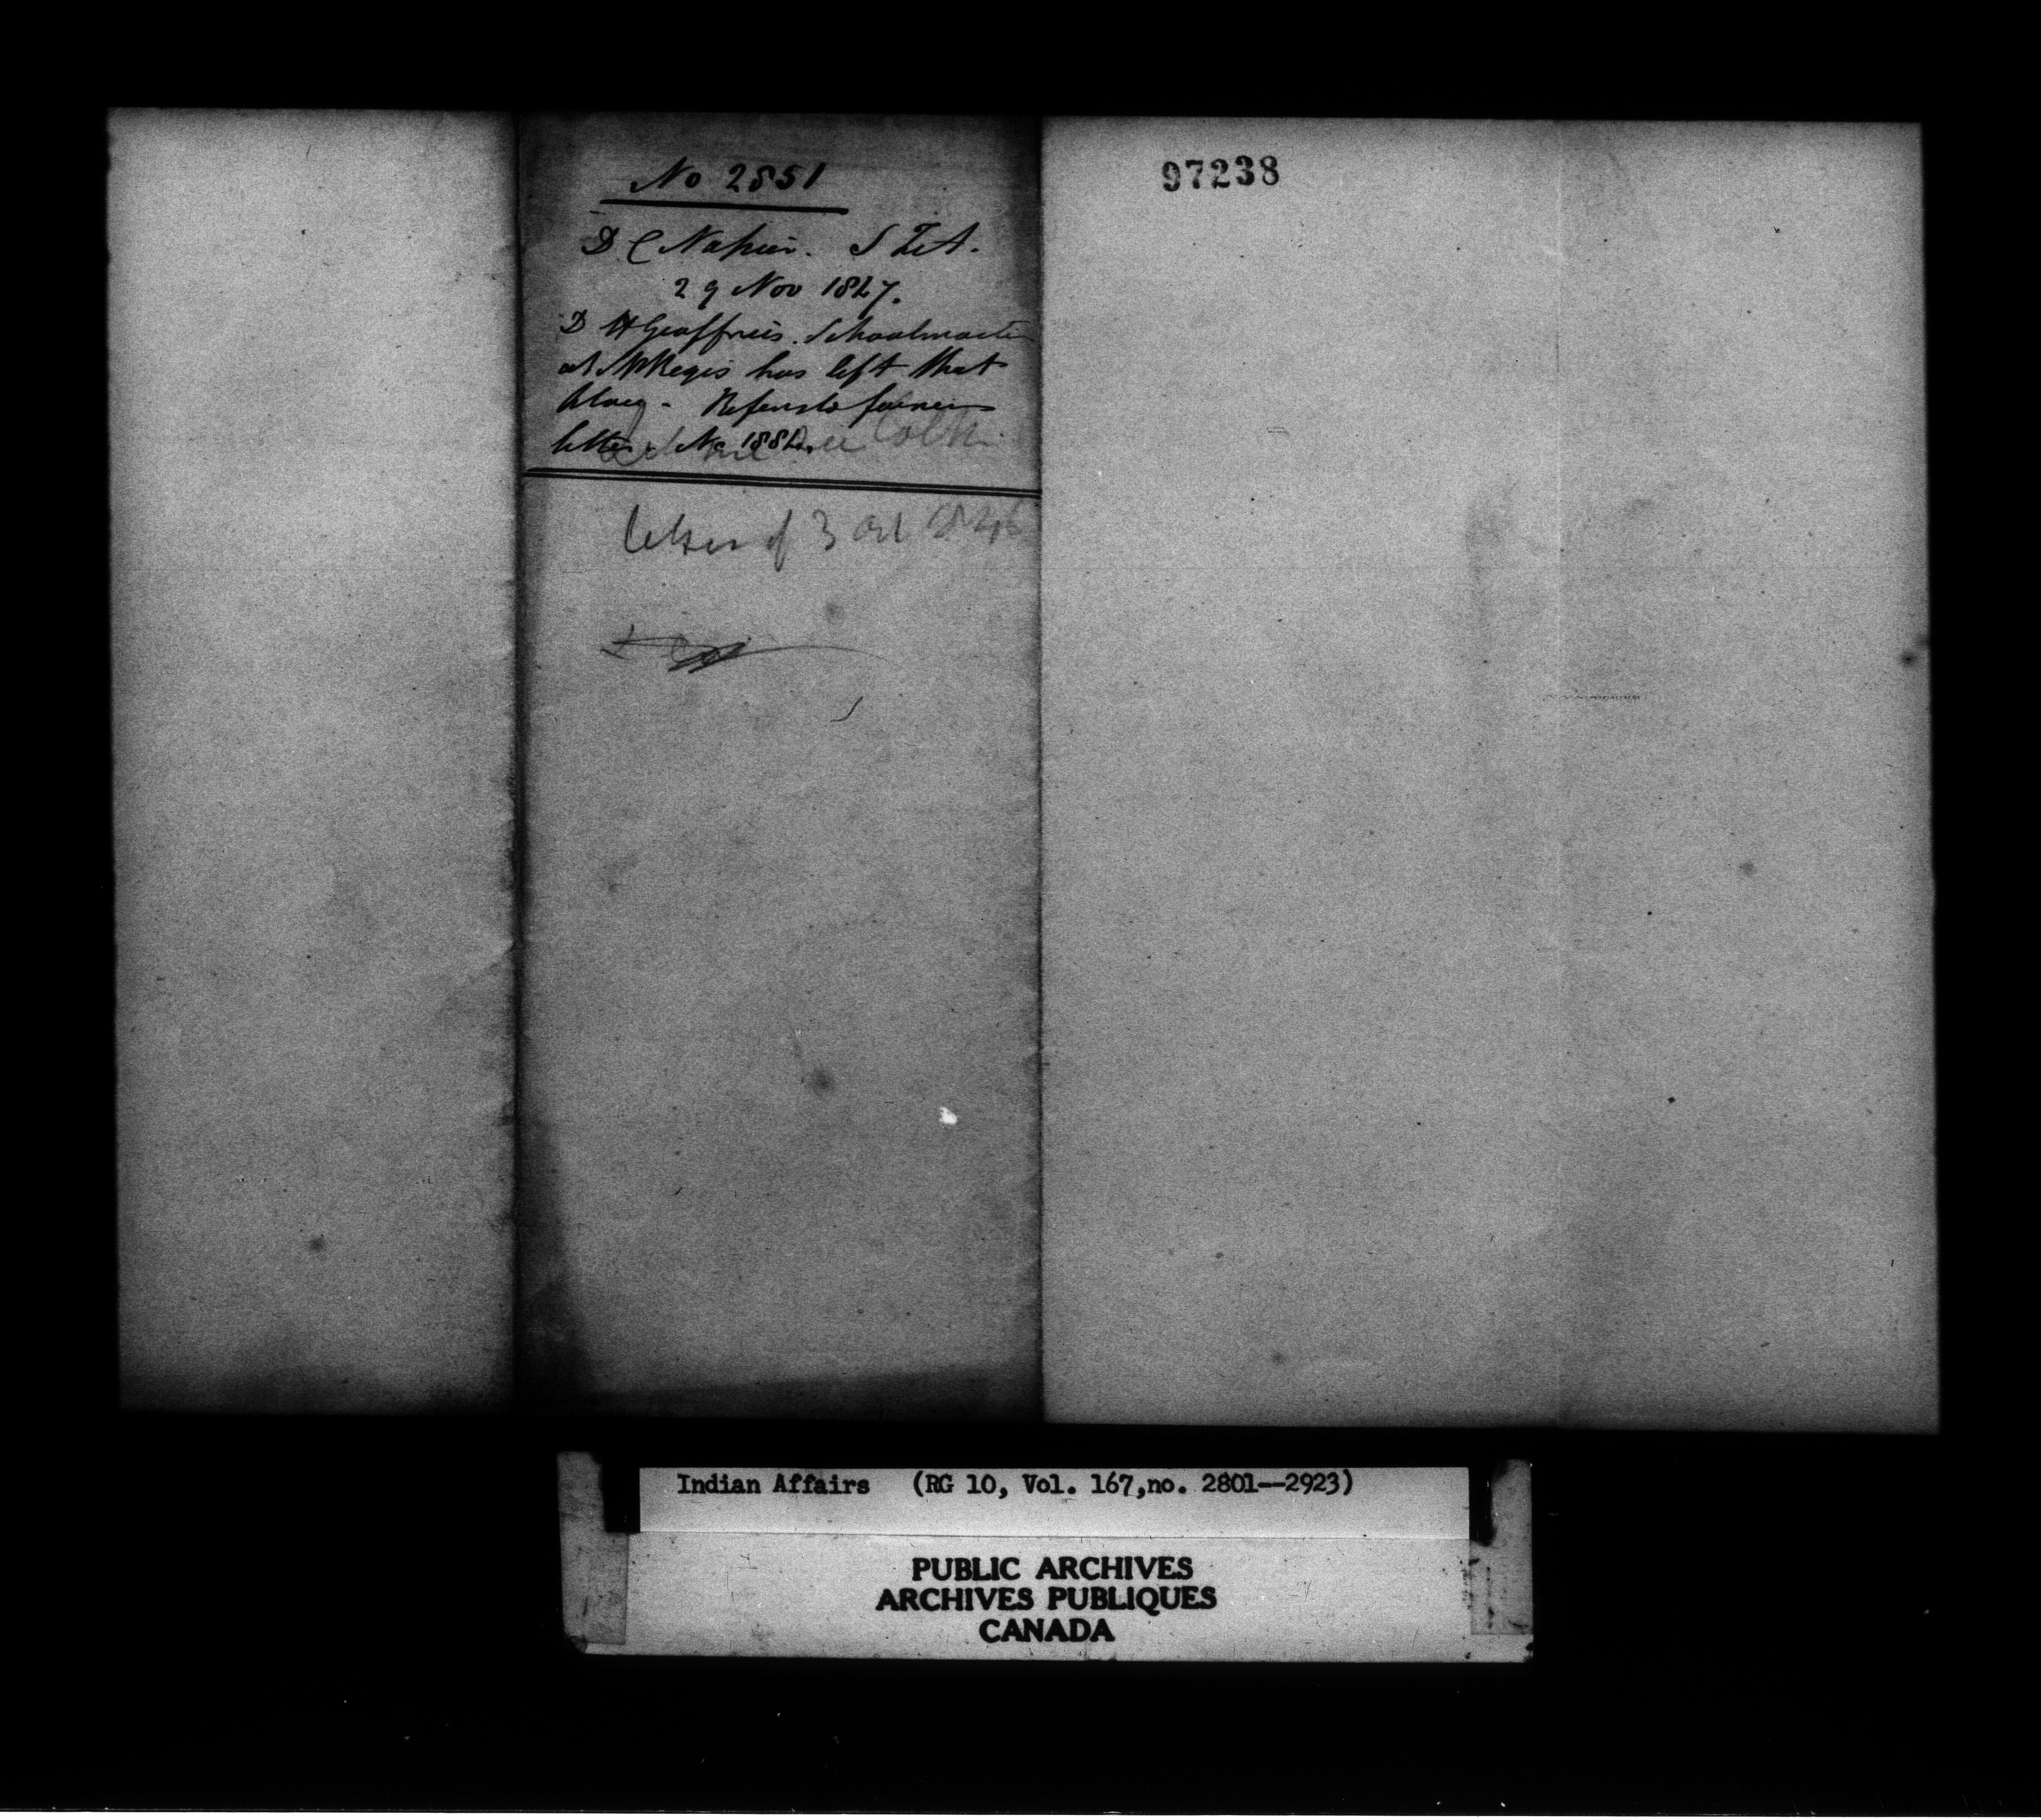 No 2851
D C Napier. S I A.
29 Nov 1847.
D H Geoffries. Schoolmaster
at St Regis has left that
place - Refers to former
letter. No
letter of 3 Oct 1846
97238
Indian Affairs (RG 10, Vol. 167,no. 2801--2923)
PUBLIC ARCHIVES
ARCHIVES PUBLIQUES
CANADA